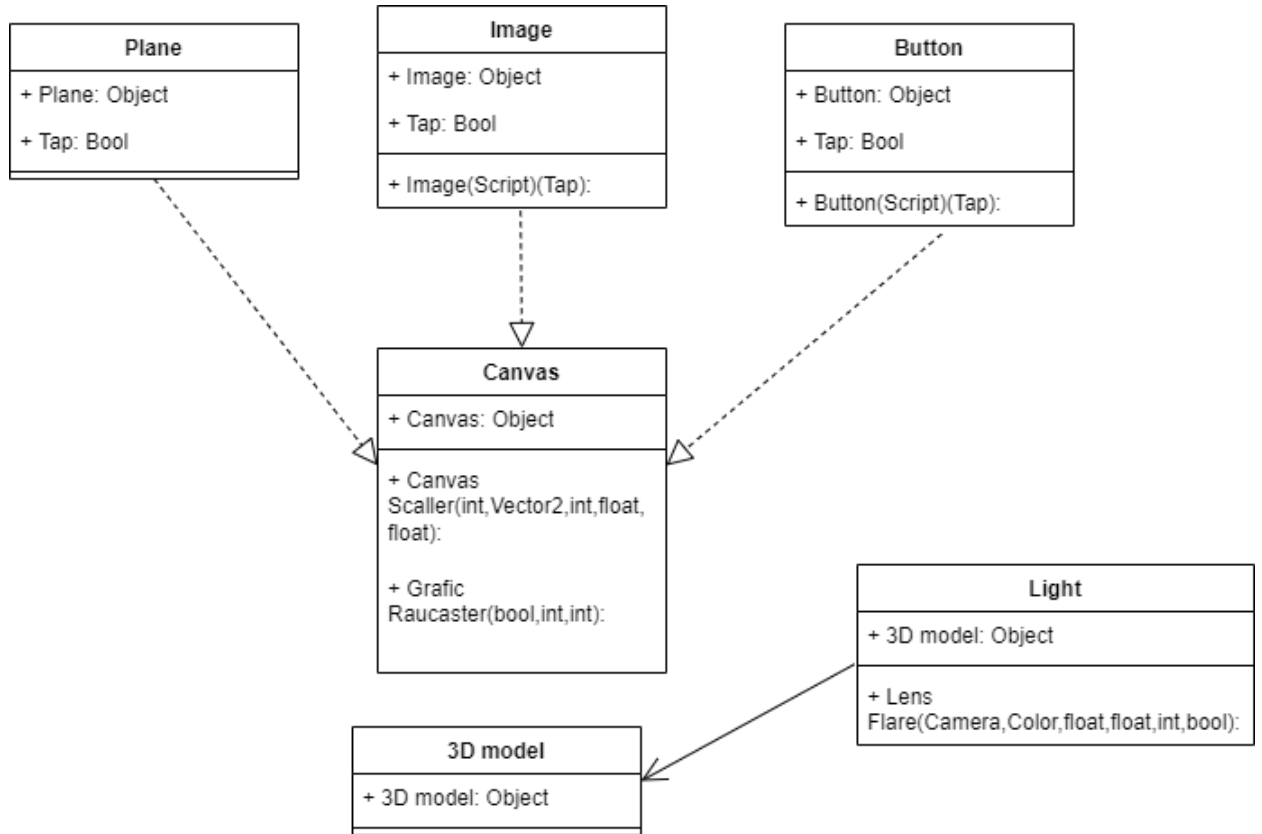 Plane
+ Plane: Object
+ Tap: Bool
Image
+ Image: Object
+ Tap: Bool
+ Image(Script)(Tap):
Button
+ Button: Object
+ Tap: Bool
+ Button(Script)(Tap):
Canvas
+ Canvas: Object
+ Canvas
Scaller(int,Vector2,int,float,
float):
+ Grafic
Raucaster(bool,int,int):
Light
+ 3D model: Object
+ Lens
Flare(Camera,Color,float,float,int,bool):
3D model
+ 3D model: Object